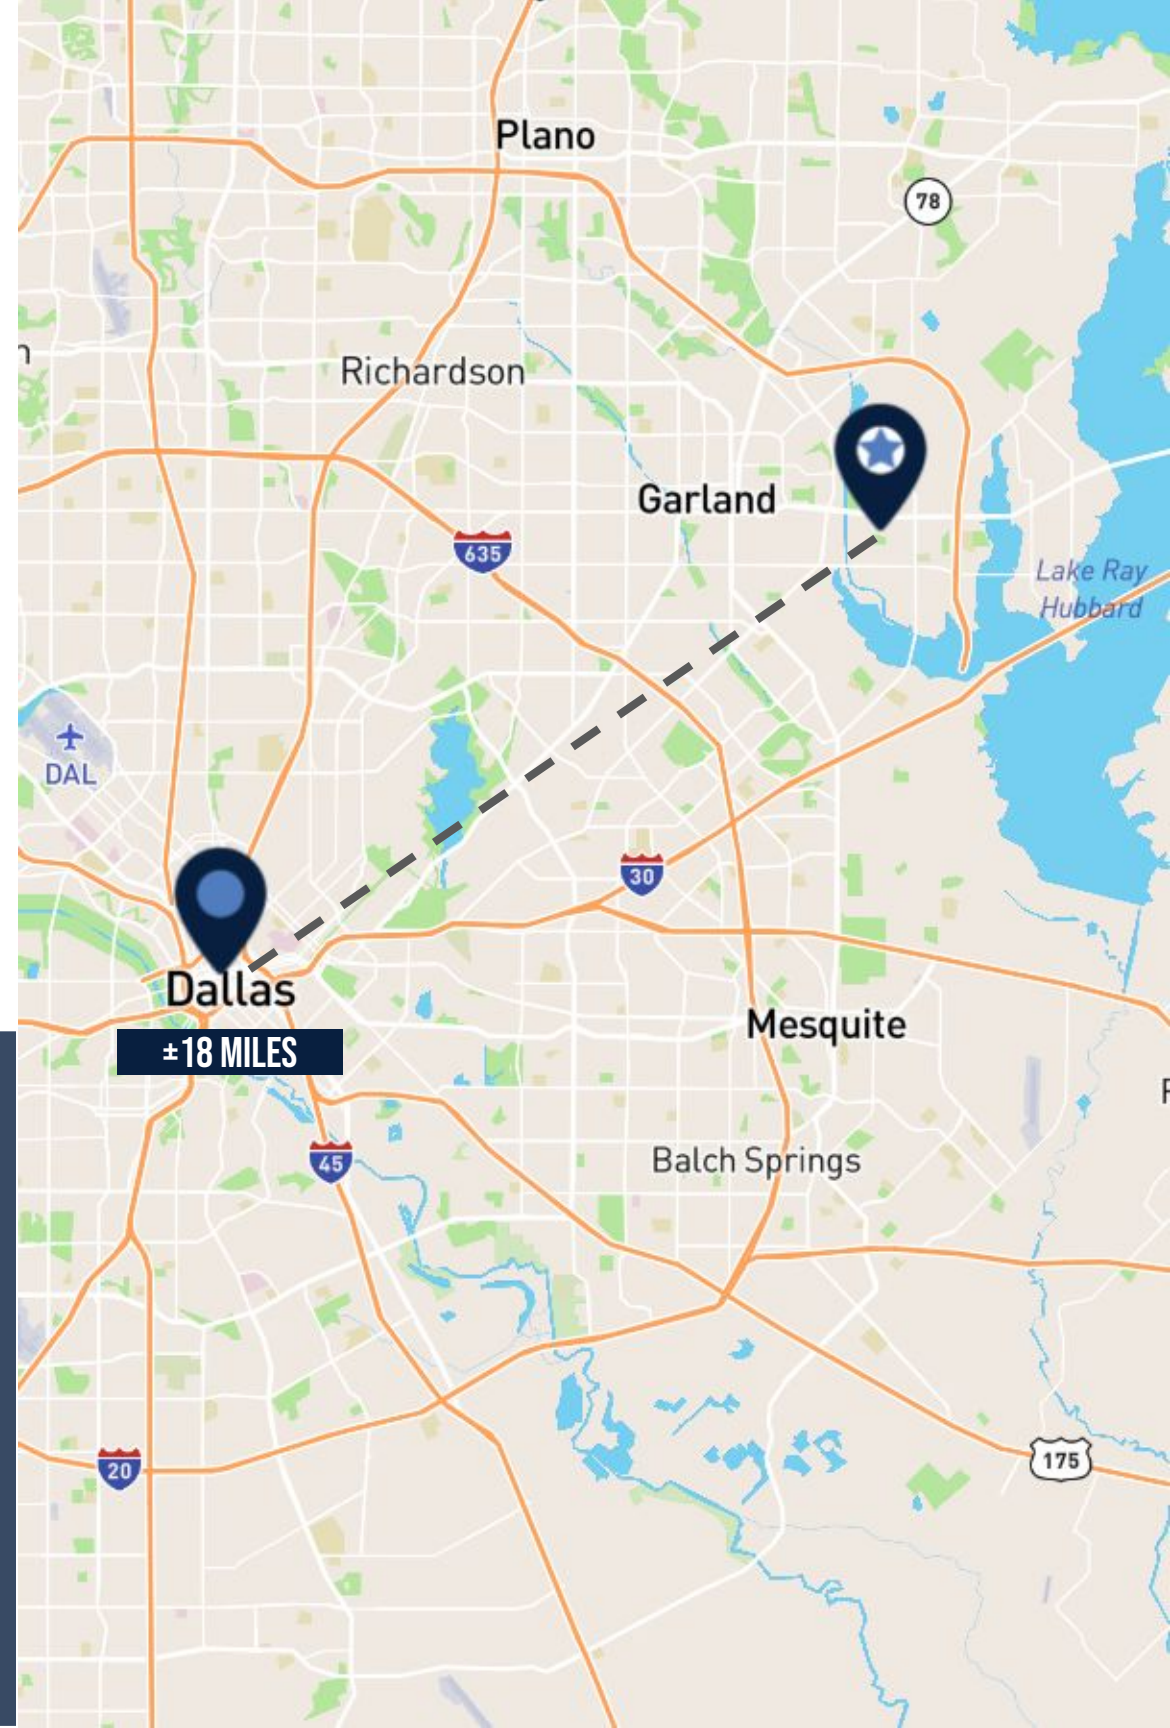 Plano
78
n
Richardson
Garland
635
Lake Ray
Hubbard
DAL
30
Dallas
Mesquite
±18 MILES
F
Balch Springs
45
175
20